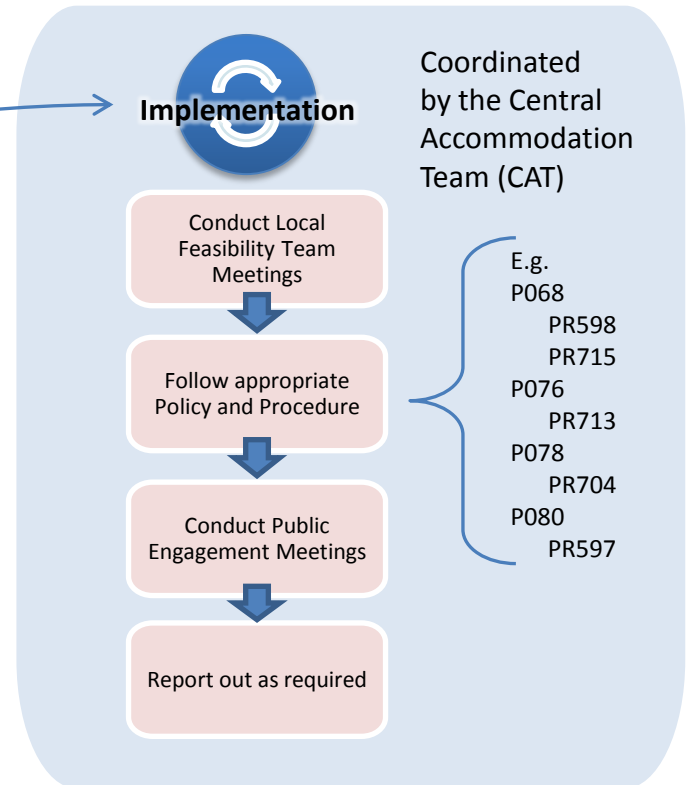 Implementation
Coordinated
by the Central
Accommodation
Team (CAT)
Conduct Local
Feasibility Team
Meetings
Follow appropriate
Policy and Procedure
E.g.
P068
PR598
PR715
P076
PR713
P078
PR704
P080
PR597
Conduct Public
Engagement Meetings
Report out as required